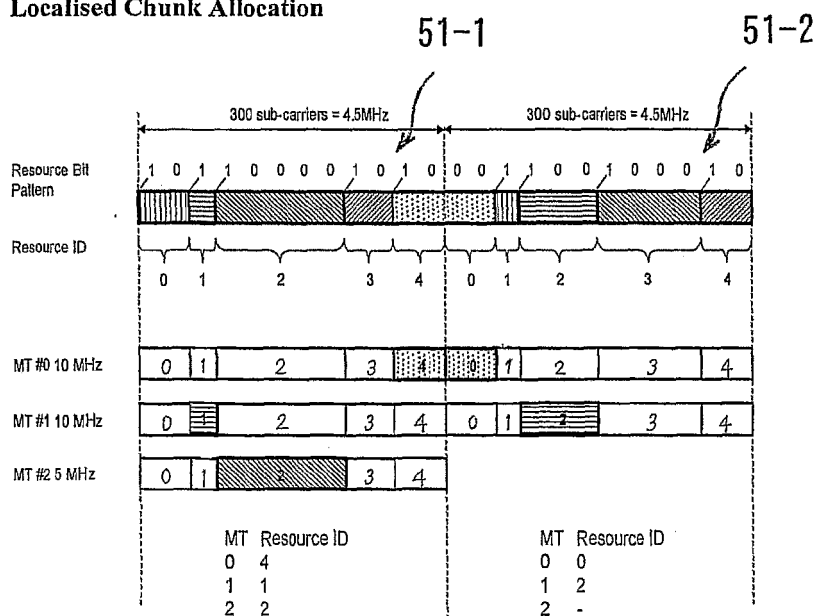 Localised Chunk Allocation
51-1 51-2
300 sub-carriers = 4.5MHz 300 sub-carriers = 4.5MHz
Resource Bit Pattern 1 0 1 1 0 0 0 0 1 0 1 0 0 0 1 1 0 0 1 0 0 0 1 0
Resource ID
0 1 2 3 4 0 1 2 3 4
MT #0 10 MHz 0 1 2 3 4 0 1 2 3 4
MT #1 10 MHz 0 1 2 3 4 0 1 2 3 4
MT #2 5 MHz 0 1 2 3 4
MT Resource ID MT Resource ID
0 4 0 0
1 1 1 2
2 2 2 -